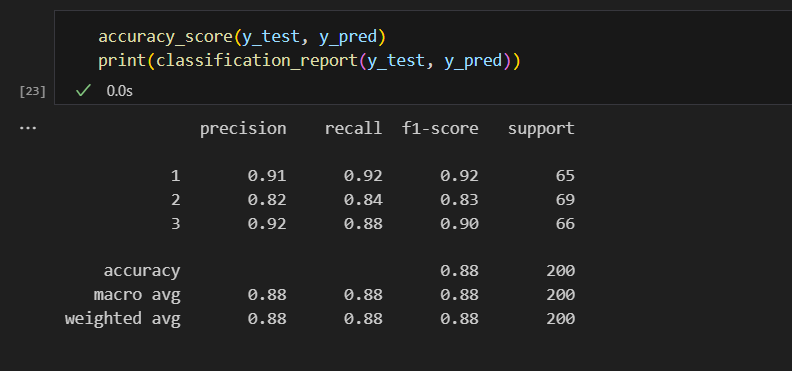 accuracy_score(y_test, y_pred)
print(classification_report(y_test, y_pred))
[23] 0.0s
... precision recall f1-score support
1 0.91 0.92 0.92 65
2 0.82 0.84 0.83 69
3 0.92 0.88 0.90 66
accuracy 0.88 200
macro avg 0.88 0.88 0.88 200
weighted avg 0.88 0.88 0.88 200